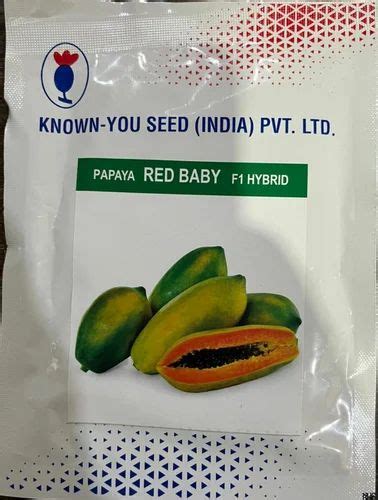 KNOWN-YOU SEED (INDIA) PVT. LTD.
PAPAYA RED BABY F1 HYBRID